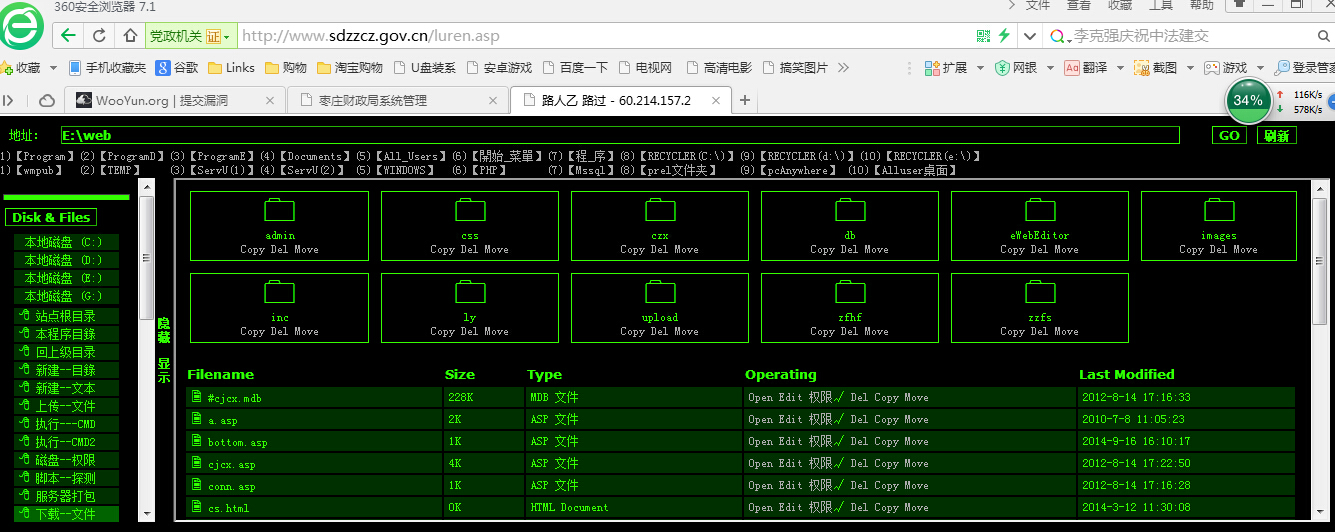 360安全浏览器 7.1
文件 查看 收藏 工具 帮助
党政机关 证 http://www.sdzzcz.gov.cn/luren.asp 李克强庆祝中法建交
收藏 手机收藏夹 谷歌 Links 购物 淘宝购物 U盘装系 安卓游戏 百度一下 电视网 高清电影 搞笑图片 扩展 网银 翻译 截图 游戏 登录管家
WooYun.org | 提交漏洞 枣庄财政局系统管理 路人乙 路过 - 60.214.157.2
34% 116K/s
578K/s
地址： E:\web GO 刷新
1)【Program】 (2)【ProgramD】 (3)【ProgramE】 (4)【Documents】 (5)【All_Users】 (6)【開始_菜單】 (7)【程_序】 (8)【RECYCLER(C:\)】 (9)【RECYCLER(d:\)】 (10)【RECYCLER(e:\)】
1)【wmpub】 (2)【TEMP】 (3)【ServU(1)】 (4)【ServU(2)】 (5)【WINDOWS】 (6)【PHP】 (7)【Mssql】 (8)【prel文件夹】 (9)【pcAnywhere】 (10)【Alluser桌面】
Disk & Files
本地磁盘 (C:)
本地磁盘 (D:)
本地磁盘 (E:)
本地磁盘 (G:)
站点根目录
本程序目錄
回上级目录
新建--目錄
新建--文本
上传--文件
执行---CMD
执行--CMD2
磁盘--权限
脚本--探测
服务器打包
下载--文件
隐藏
显示
admin css czx db eWebEditor images
Copy Del Move Copy Del Move Copy Del Move Copy Del Move Copy Del Move Copy Del Move
inc ly upload zfhf zzfs
Copy Del Move Copy Del Move Copy Del Move Copy Del Move Copy Del Move
Filename Size Type Operating Last Modified
#cjcx.mdb 228K MDB 文件 Open Edit 权限√ Del Copy Move 2012-8-14 17:16:33
a.asp 2K ASP 文件 Open Edit 权限√ Del Copy Move 2010-7-8 11:05:23
bottom.asp 1K ASP 文件 Open Edit 权限√ Del Copy Move 2014-9-16 16:10:17
cjcx.asp 4K ASP 文件 Open Edit 权限√ Del Copy Move 2012-8-14 17:22:50
conn.asp 1K ASP 文件 Open Edit 权限√ Del Copy Move 2012-8-14 17:16:28
cs.html 0K HTML Document Open Edit 权限√ Del Copy Move 2014-3-12 11:30:08